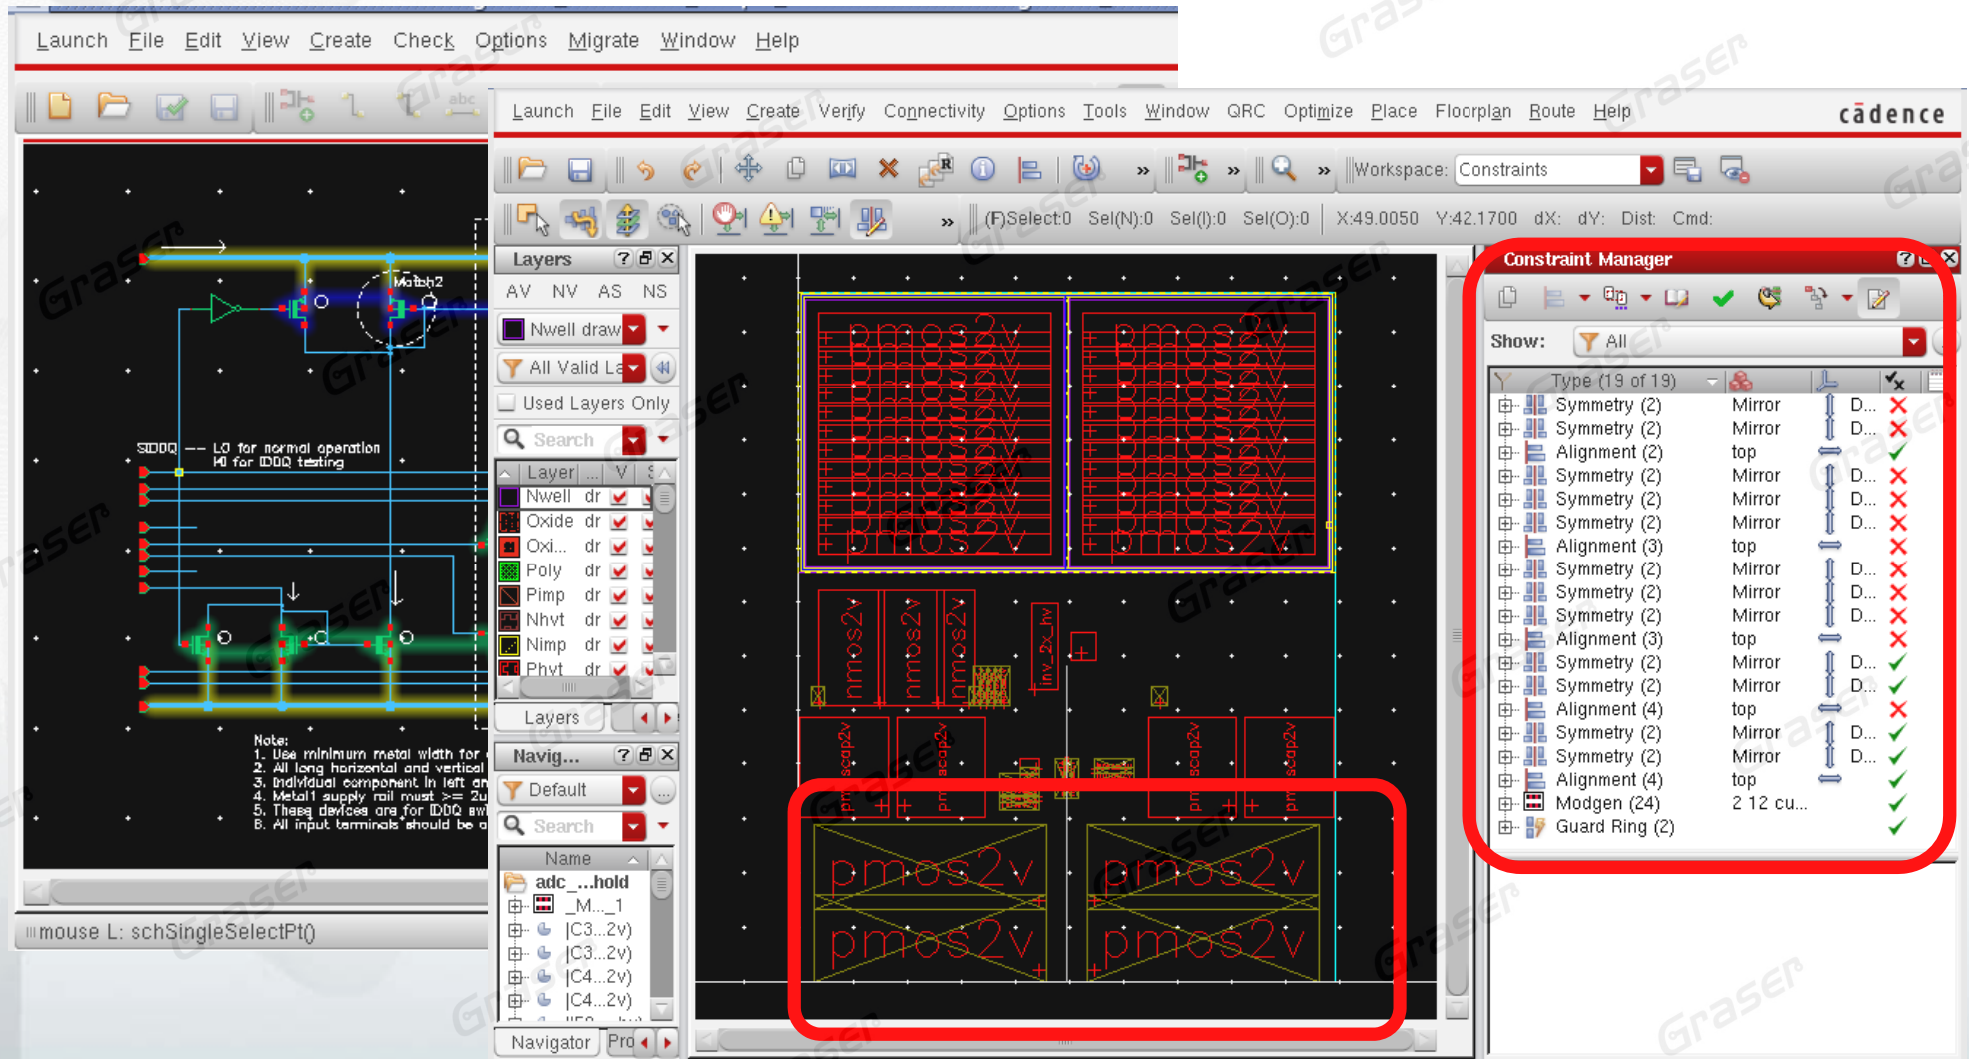 Launch File Edit View Create Check Options Migrate Window Help
abc
SIDDQ -- LO for normal operation
HI for IDDQ testing
Match2
Note:
1. Use minimum metal width for
2. All long horizontal and vertical
3. Individual component in left an
4. Metal1 supply rail must >= 2u
5. These devices are for IDDQ swi
6. All input terminals should be a
mouse L: schSingleSelectPt()
Launch File Edit View Create Verify Connectivity Options Tools Window QRC Optimize Place Floorplan Route Help
cādence
R
» » » Workspace: Constraints
» (F)Select:0 Sel(N):0 Sel(I):0 Sel(O):0 X:49.0050 Y:42.1700 dX: dY: Dist: Cmd:
Layers
AV NV AS NS
Nwell draw
All Valid La
Used Layers Only
Search
Layer ... V S
Nwell dr
Oxide dr
Oxi... dr
Poly dr
Pimp dr
Nhvt dr
Nimp dr
Phvt dr
Layers
Navig...
Default
Search
Name
adc_...hold
_M..._1
|C3...2v)
|C3...2v)
|C4...2v)
|C4...2v)
Navigator Pro
pmos2v pmos2v
nmos2v nmos2v nmos2v inv_2x_hv
pmoscap2v pmoscap2v pmoscap2v pmoscap2v
pmos2v pmos2v
pmos2v pmos2v
Constraint Manager
Show: All
Type (19 of 19)
Symmetry (2) Mirror D...
Symmetry (2) Mirror D...
Alignment (2) top
Symmetry (2) Mirror D...
Symmetry (2) Mirror D...
Symmetry (2) Mirror D...
Alignment (3) top
Symmetry (2) Mirror D...
Symmetry (2) Mirror D...
Symmetry (2) Mirror D...
Alignment (3) top
Symmetry (2) Mirror D...
Symmetry (2) Mirror D...
Alignment (4) top
Symmetry (2) Mirror D...
Symmetry (2) Mirror D...
Alignment (4) top
Modgen (24) 2 12 cu...
Guard Ring (2)
Graser